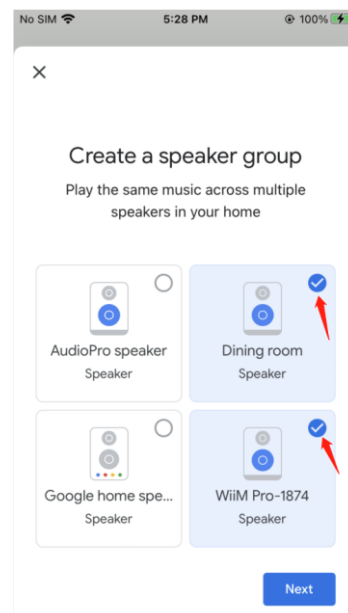 No SIM 5:28 PM 100%
Create a speaker group
Play the same music across multiple
speakers in your home
AudioPro speaker
Speaker
Dining room
Speaker
Google home spe...
Speaker
WiiM Pro-1874
Speaker
Next